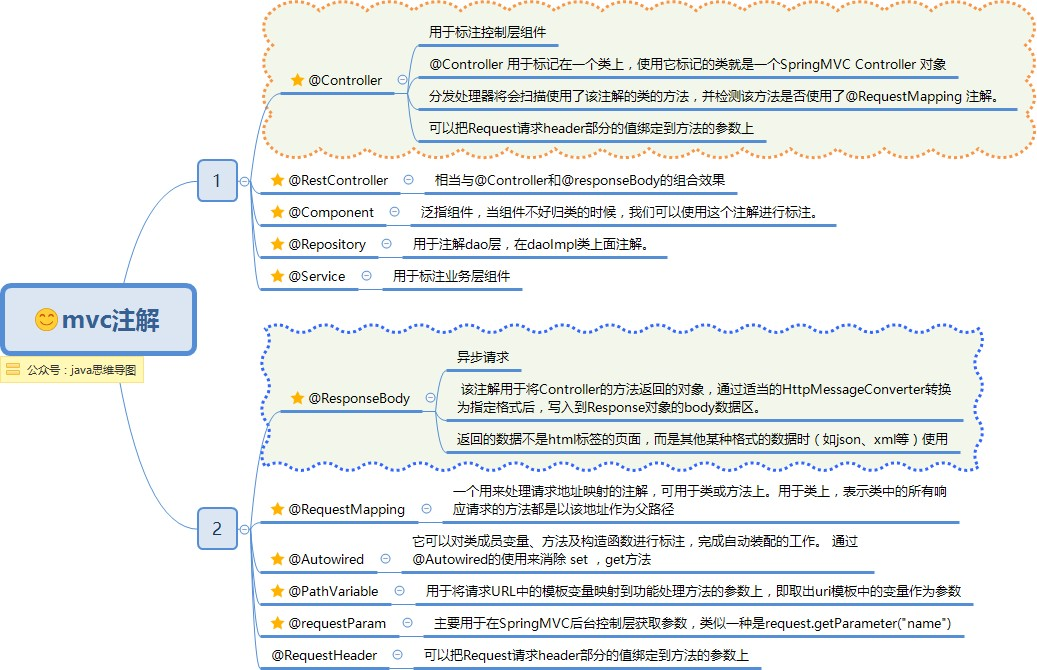 用于标注控制层组件
@Controller 用于标记在一个类上，使用它标记的类就是一个SpringMVC Controller 对象
@Controller
分发处理器将会扫描使用了该注解的类的方法，并检测该方法是否使用了@RequestMapping 注解。
可以把Request请求header部分的值绑定到方法的参数上
1
@RestController
相当与@Controller和@responseBody的组合效果
@Component
泛指组件，当组件不好归类的时候，我们可以使用这个注解进行标注。
@Repository
用于注解dao层，在daoImpl类上面注解。
@Service
用于标注业务层组件
mvc注解
公众号：java思维导图
异步请求
@ResponseBody
该注解用于将Controller的方法返回的对象，通过适当的HttpMessageConverter转换
为指定格式后，写入到Response对象的body数据区。
返回的数据不是html标签的页面，而是其他某种格式的数据时（如json、xml等）使用
2
@RequestMapping
一个用来处理请求地址映射的注解，可用于类或方法上。用于类上，表示类中的所有响
应请求的方法都是以该地址作为父路径
@Autowired
它可以对类成员变量、方法及构造函数进行标注，完成自动装配的工作。 通过
@Autowired的使用来消除 set ，get方法
@PathVariable
用于将请求URL中的模板变量映射到功能处理方法的参数上，即取出url模板中的变量作为参数
@requestParam
主要用于在SpringMVC后台控制层获取参数，类似一种是request.getParameter("name")
@RequestHeader
可以把Request请求header部分的值绑定到方法的参数上